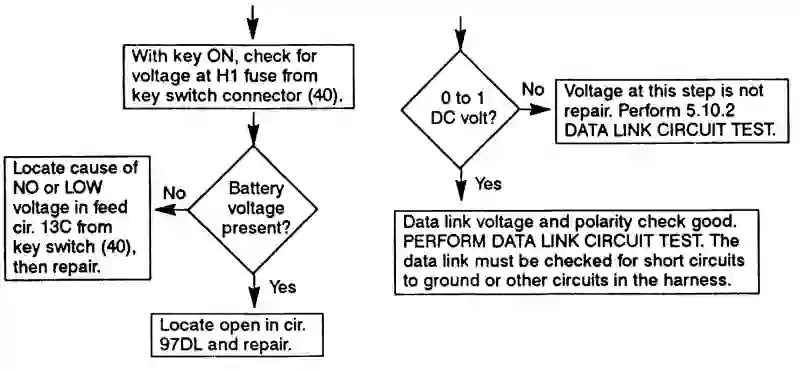 With key ON, check for
voltage at H1 fuse from
key switch connector (40).
Battery
voltage
present?
No
Locate cause of
NO or LOW
voltage in feed
cir. 13C from
key switch (40),
then repair.
Yes
Locate open in cir.
97DL and repair.
0 to 1
DC volt?
No
Voltage at this step is not
repair. Perform 5.10.2
DATA LINK CIRCUIT TEST.
Yes
Data link voltage and polarity check good.
PERFORM DATA LINK CIRCUIT TEST. The
data link must be checked for short circuits
to ground or other circuits in the harness.